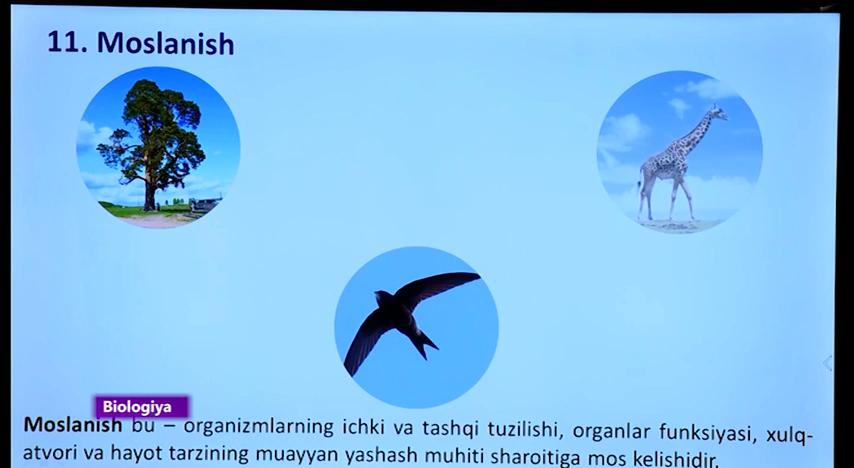 11. Moslanish
Biologiya
Moslanish bu – organizmlarning ichki va tashqi tuzilishi, organlar funksiyasi, xulq-
atvori va hayot tarzining muayyan yashash muhiti sharoitiga mos kelishidir.